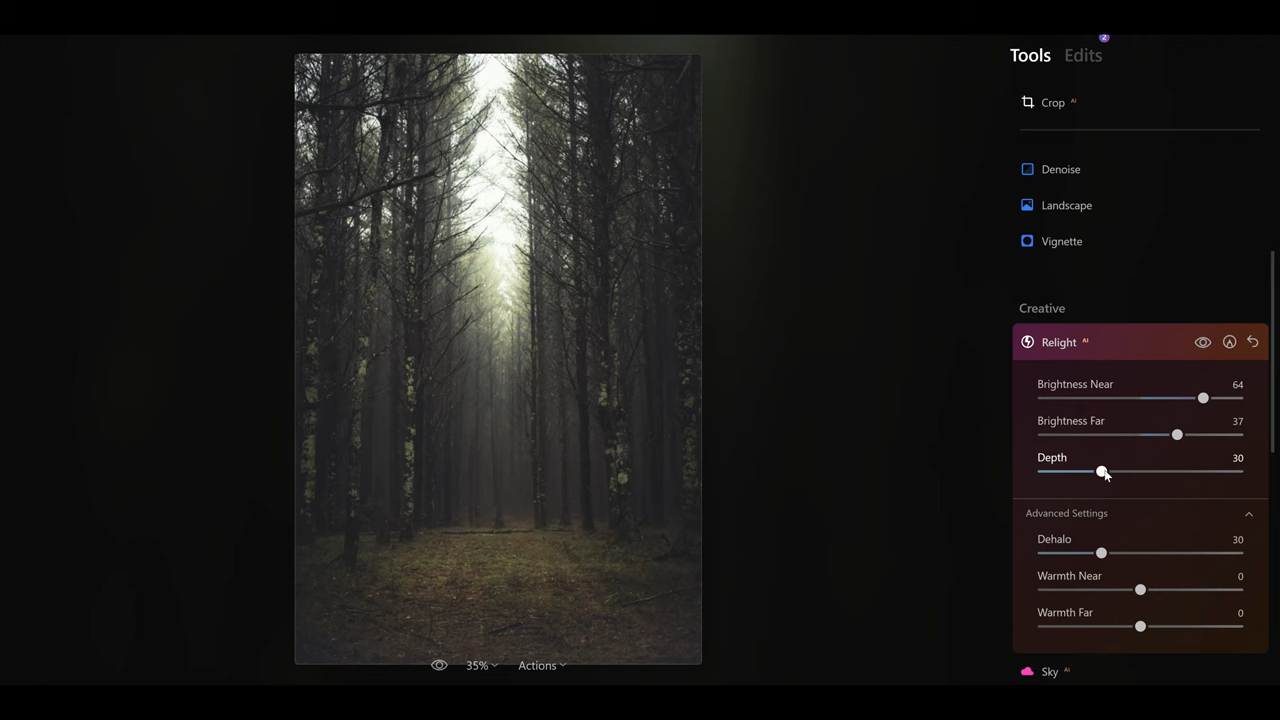 2
Tools Edits
Crop AI
Denoise
Landscape
Vignette
Creative
Relight AI
Brightness Near 64
Brightness Far 37
Depth 30
Advanced Settings
Dehalo 30
Warmth Near 0
Warmth Far 0
35% Actions
Sky AI